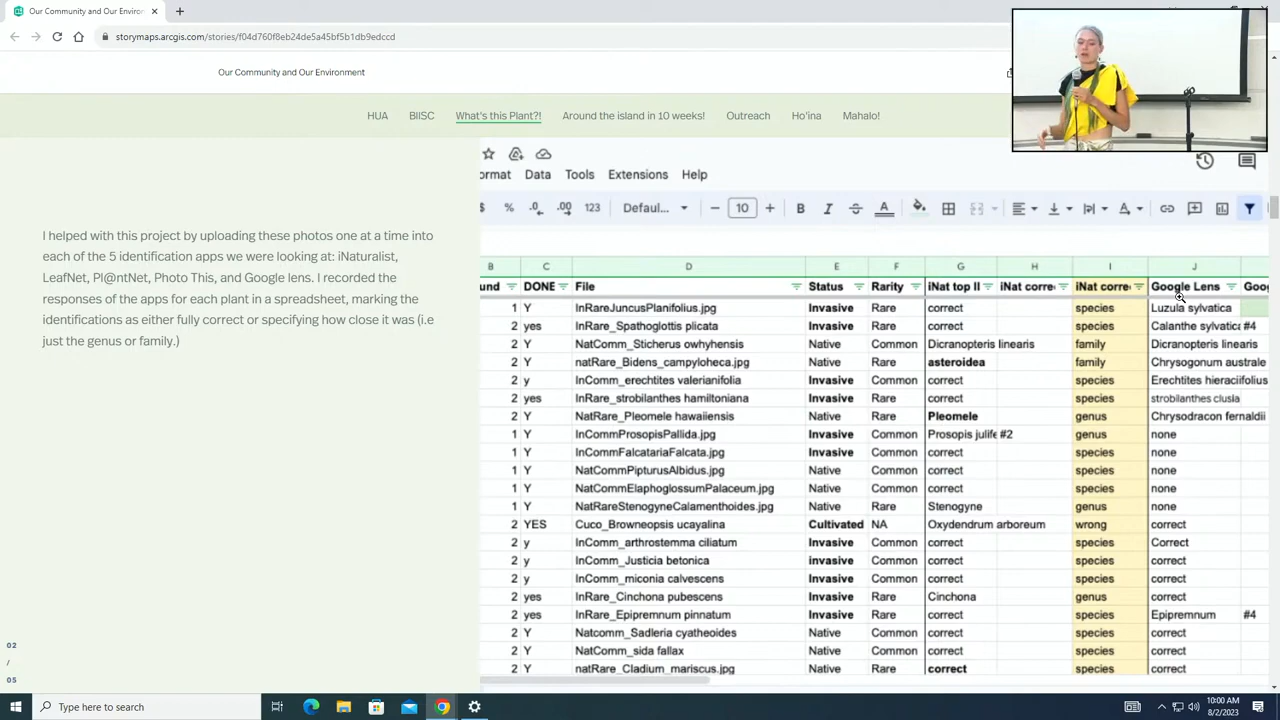 Our Community and Our Environ
storymaps.arcgis.com/stories/f04d760f8eb24de5a45bf5b1db9edccd
Our Community and Our Environment
HUA BIISC What's this Plant?! Around the island in 10 weeks! Outreach Ho'ina Mahalo!
I helped with this project by uploading these photos one at a time into
each of the 5 identification apps we were looking at: iNaturalist,
LeafNet, Pl@ntNet, Photo This, and Google lens. I recorded the
responses of the apps for each plant in a spreadsheet, marking the
identifications as either fully correct or specifying how close it was (i.e
just the genus or family.)
02
/
05
ormat Data Tools Extensions Help
$ % .0 .00 123 Defaul... 10 B I S A
B C D E F G H I J
und DONE File Status Rarity iNat top II iNat corre iNat corre Google Lens Goo
1 Y InRareJuncusPlanifolius.jpg Invasive Rare correct species Luzula sylvatica
2 yes InRare_Spathoglottis plicata Invasive Rare correct species Calanthe sylvatica #4
2 Y NatComm_Sticherus owhyhensis Native Common Dicranopteris linearis family Dicranopteris linearis
2 Y natRare_Bidens_campyloheca.jpg Native Rare asteroidea family Chrysogonum australe
2 y InComm_erechtites valerianifolia Invasive Common correct species Erechtites hieraciifolius
2 yes InRare_strobilanthes hamiltoniana Invasive Rare correct species strobilanthes clusia
2 Y NatRare_Pleomele hawaiiensis Native Rare Pleomele genus Chrysodracon fernaldii
1 Y InCommProsopisPallida.jpg Invasive Common Prosopis julife #2 genus none
1 Y InCommFalcatariaFalcata.jpg Invasive Common correct species none
1 Y NatCommPipturusAlbidus.jpg Native Common correct species none
1 Y NatCommElaphoglossumPalaceum.jpg Native Common correct species none
1 Y NatRareStenogyneCalamenthoides.jpg Native Rare Stenogyne genus none
2 YES Cuco_Browneopsis ucayalina Cultivated NA Oxydendrum arboreum wrong correct
2 y InComm_arthrostemma ciliatum invasive Common correct species Correct
2 y InComm_Justicia betonica invasive Common correct species correct
2 y InComm_miconia calvescens invasive Common correct species correct
2 yes InRare_Cinchona pubescens Invasive Rare Cinchona genus correct
2 yes InRare_Epipremnum pinnatum Invasive Rare correct species Epipremnum #4
2 Y Natcomm_Sadleria cyatheoides Native Common correct species correct
2 Y NatComm_sida fallax Native Common correct species correct
2 Y natRare_Cladium_mariscus.jpg Native Rare correct species correct
Type here to search
10:00 AM
8/2/2023